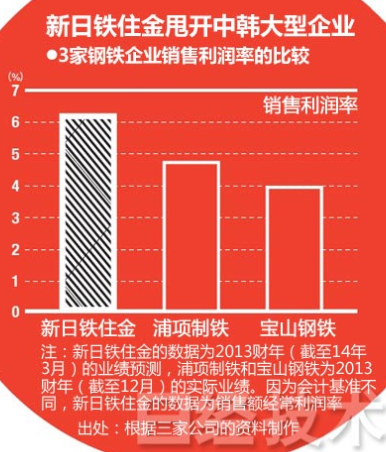 新日铁住金甩开中韩大型企业
●3家钢铁企业销售利润率的比较
(%)
7
销售利润率
6
5
4
3
2
1
0
新日铁住金 浦项制铁 宝山钢铁
注：新日铁住金的数据为2013财年（截至14年
3月）的业绩预测，浦项制铁和宝山钢铁为2013
财年（截至12月）的实际业绩。因为会计基准不
同，新日铁住金的数据为销售额经常利润率
出处：根据三家公司的资料制作
日经技术